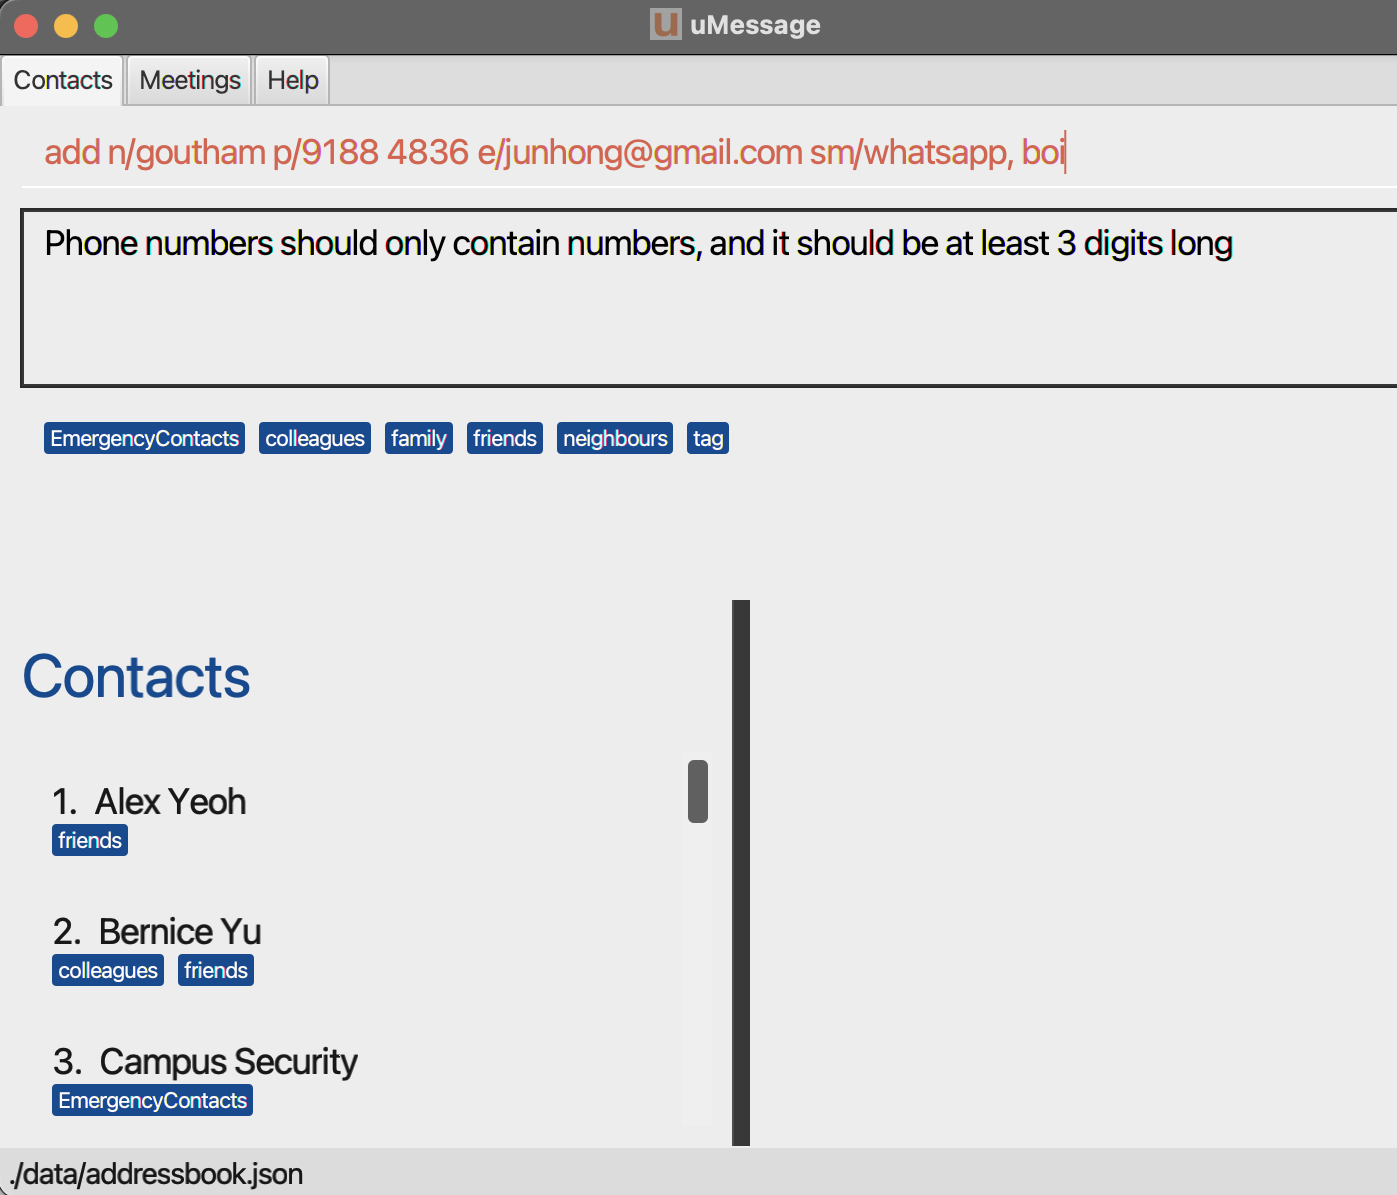 u uMessage
Contacts Meetings Help
add n/goutham p/9188 4836 e/junhong@gmail.com sm/whatsapp, boi
Phone numbers should only contain numbers, and it should be at least 3 digits long
EmergencyContacts colleagues family friends neighbours tag
Contacts
1. Alex Yeoh
friends
2. Bernice Yu
colleagues friends
3. Campus Security
EmergencyContacts
./data/addressbook.json